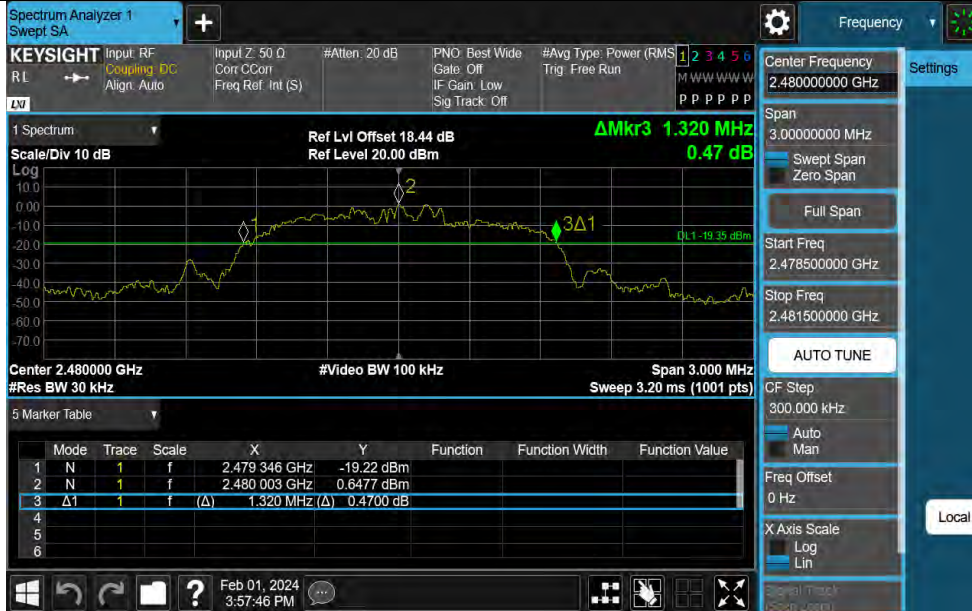 Spectrum Analyzer 1
Swept SA
+
Frequency
KEYSIGHT
RL
LXI
Input: RF
Coupling: DC
Align: Auto
Input Z: 50 Ω
Corr CCorr
Freq Ref: Int (S)
#Atten: 20 dB
PNO: Best Wide
Gate: Off
IF Gain: Low
Sig Track: Off
#Avg Type: Power (RMS
Trig: Free Run
1 2 3 4 5 6
M W W W W W
P P P P P P
Center Frequency
2.480000000 GHz
Settings
Span
3.00000000 MHz
Swept Span
Zero Span
Full Span
Start Freq
2.478500000 GHz
Stop Freq
2.481500000 GHz
AUTO TUNE
CF Step
300.000 kHz
Auto
Man
Freq Offset
0 Hz
X Axis Scale
Log
Lin
Signal Track
Local
1 Spectrum
Scale/Div 10 dB
Ref Lvl Offset 18.44 dB
Ref Level 20.00 dBm
ΔMkr3 1.320 MHz
0.47 dB
Log
10.0
0.00
-10.0
-20.0
-30.0
-40.0
-50.0
-60.0
-70.0
1
2
3Δ1
DL1 -19.35 dBm
Center 2.480000 GHz
#Res BW 30 kHz
#Video BW 100 kHz
Span 3.000 MHz
Sweep 3.20 ms (1001 pts)
5 Marker Table
Mode Trace Scale X Y Function Function Width Function Value
1 N 1 f 2.479 346 GHz -19.22 dBm
2 N 1 f 2.480 003 GHz 0.6477 dBm
3 Δ1 1 f (Δ) 1.320 MHz (Δ) 0.4700 dB
4
5
6
?
Feb 01, 2024
3:57:46 PM